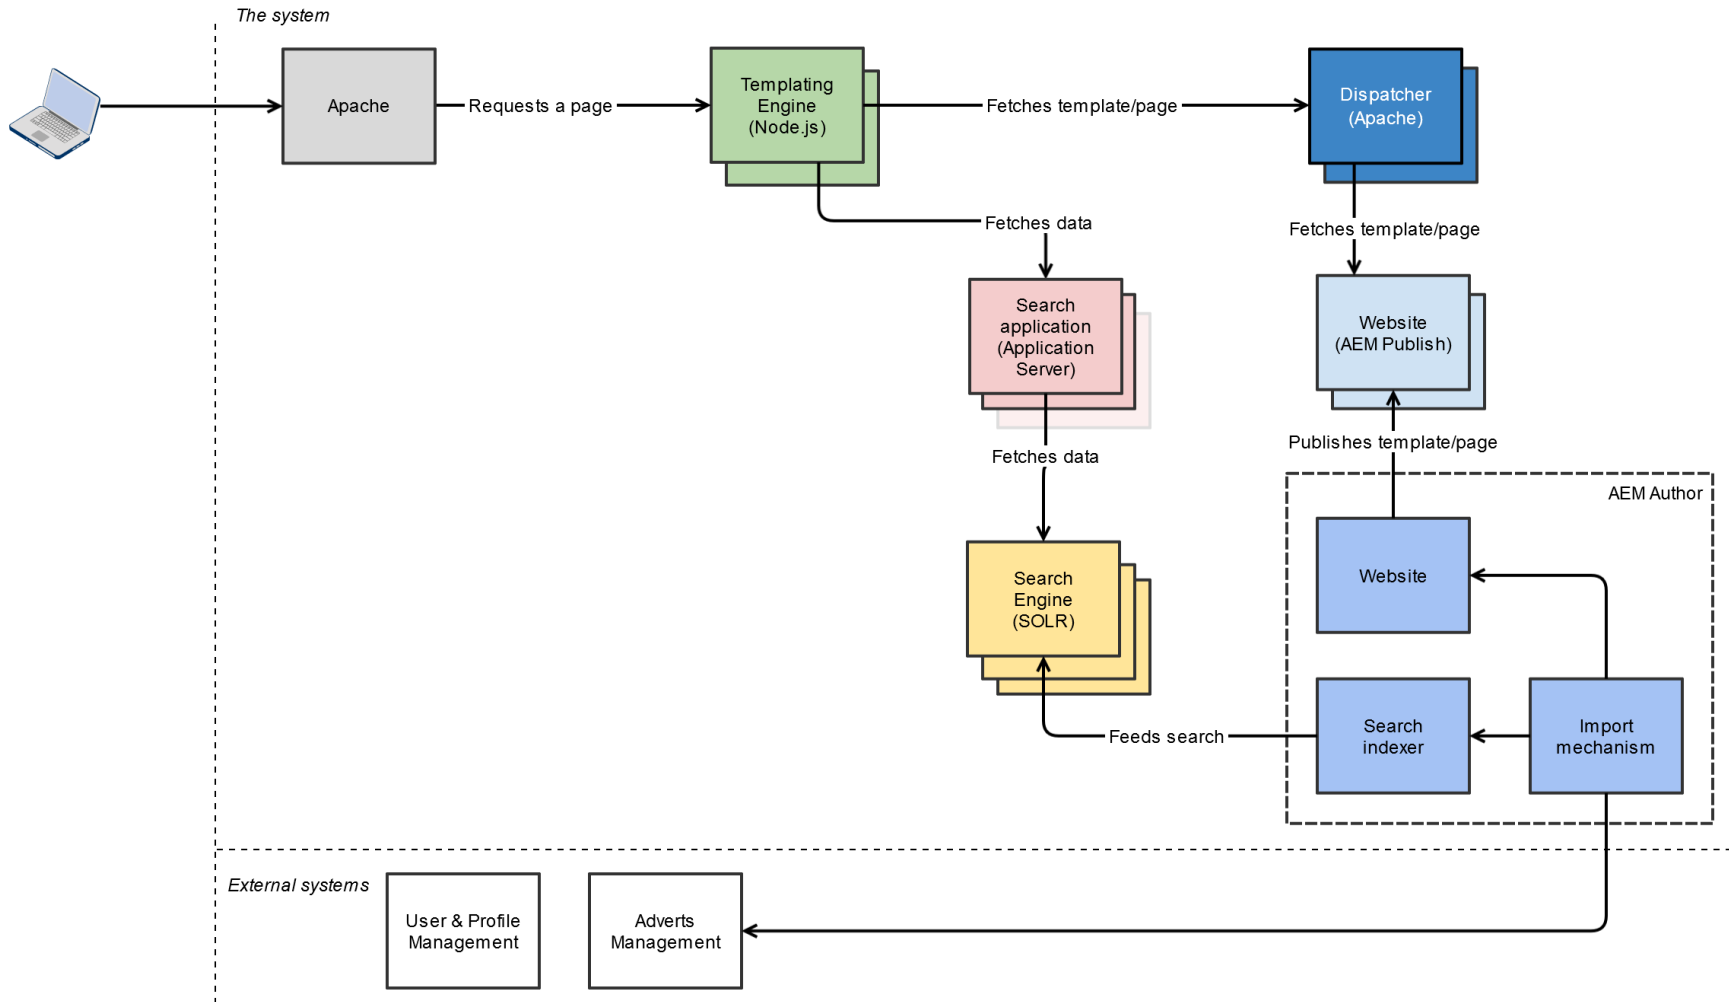 The system
Apache
Requests a page
Templating
Engine
(Node.js)
Fetches template/page
Dispatcher
(Apache)
Fetches data
Fetches template/page
Search
application
(Application
Server)
Website
(AEM Publish)
Fetches data
Publishes template/page
AEM Author
Search
Engine
(SOLR)
Website
Feeds search
Search
indexer
Import
mechanism
External systems
User & Profile
Management
Adverts
Management